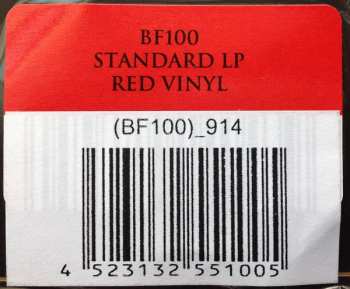 BF100
STANDARD LP
RED VINYL
(BF100)_914
4 523132 551005